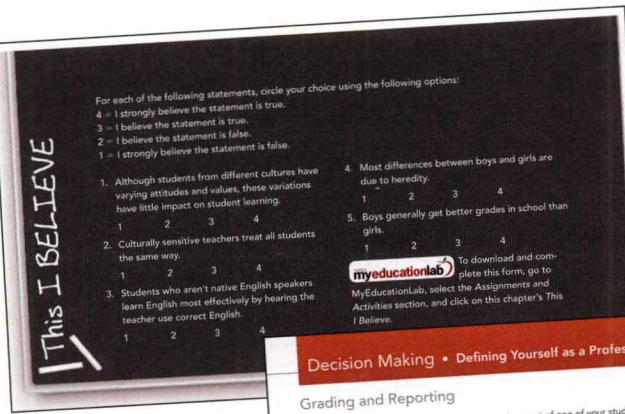 This I BELIEVE
For each of the following statements, circle your choice using the following options:
4 = I strongly believe the statement is true.
3 = I believe the statement is true.
2 = I believe the statement is false.
1 = I strongly believe the statement is false.
1. Although students from different cultures have
varying attitudes and values, these variations
have little impact on student learning.
1 2 3 4
2. Culturally sensitive teachers treat all students
the same way.
1 2 3 4
3. Students who aren't native English speakers
learn English most effectively by hearing the
teacher use correct English.
1 2 3 4
4. Most differences between boys and girls are
due to heredity.
1 2 3 4
5. Boys generally get better grades in school than
girls.
1 2 3 4
myeducationlab To download and com-
plete this form, go to
MyEducationLab, select the Assignments and
Activities section, and click on this chapter's This
I Believe.
Decision Making • Defining Yourself as a Profes
Grading and Reporting
of one of your stud